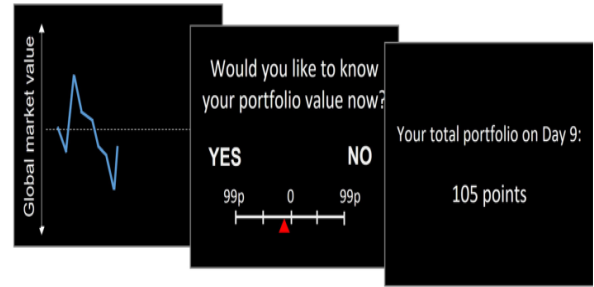 Global market value
Would you like to know
your portfolio value now?
YES NO
99p 0 99p
Your total portfolio on Day 9:
105 points